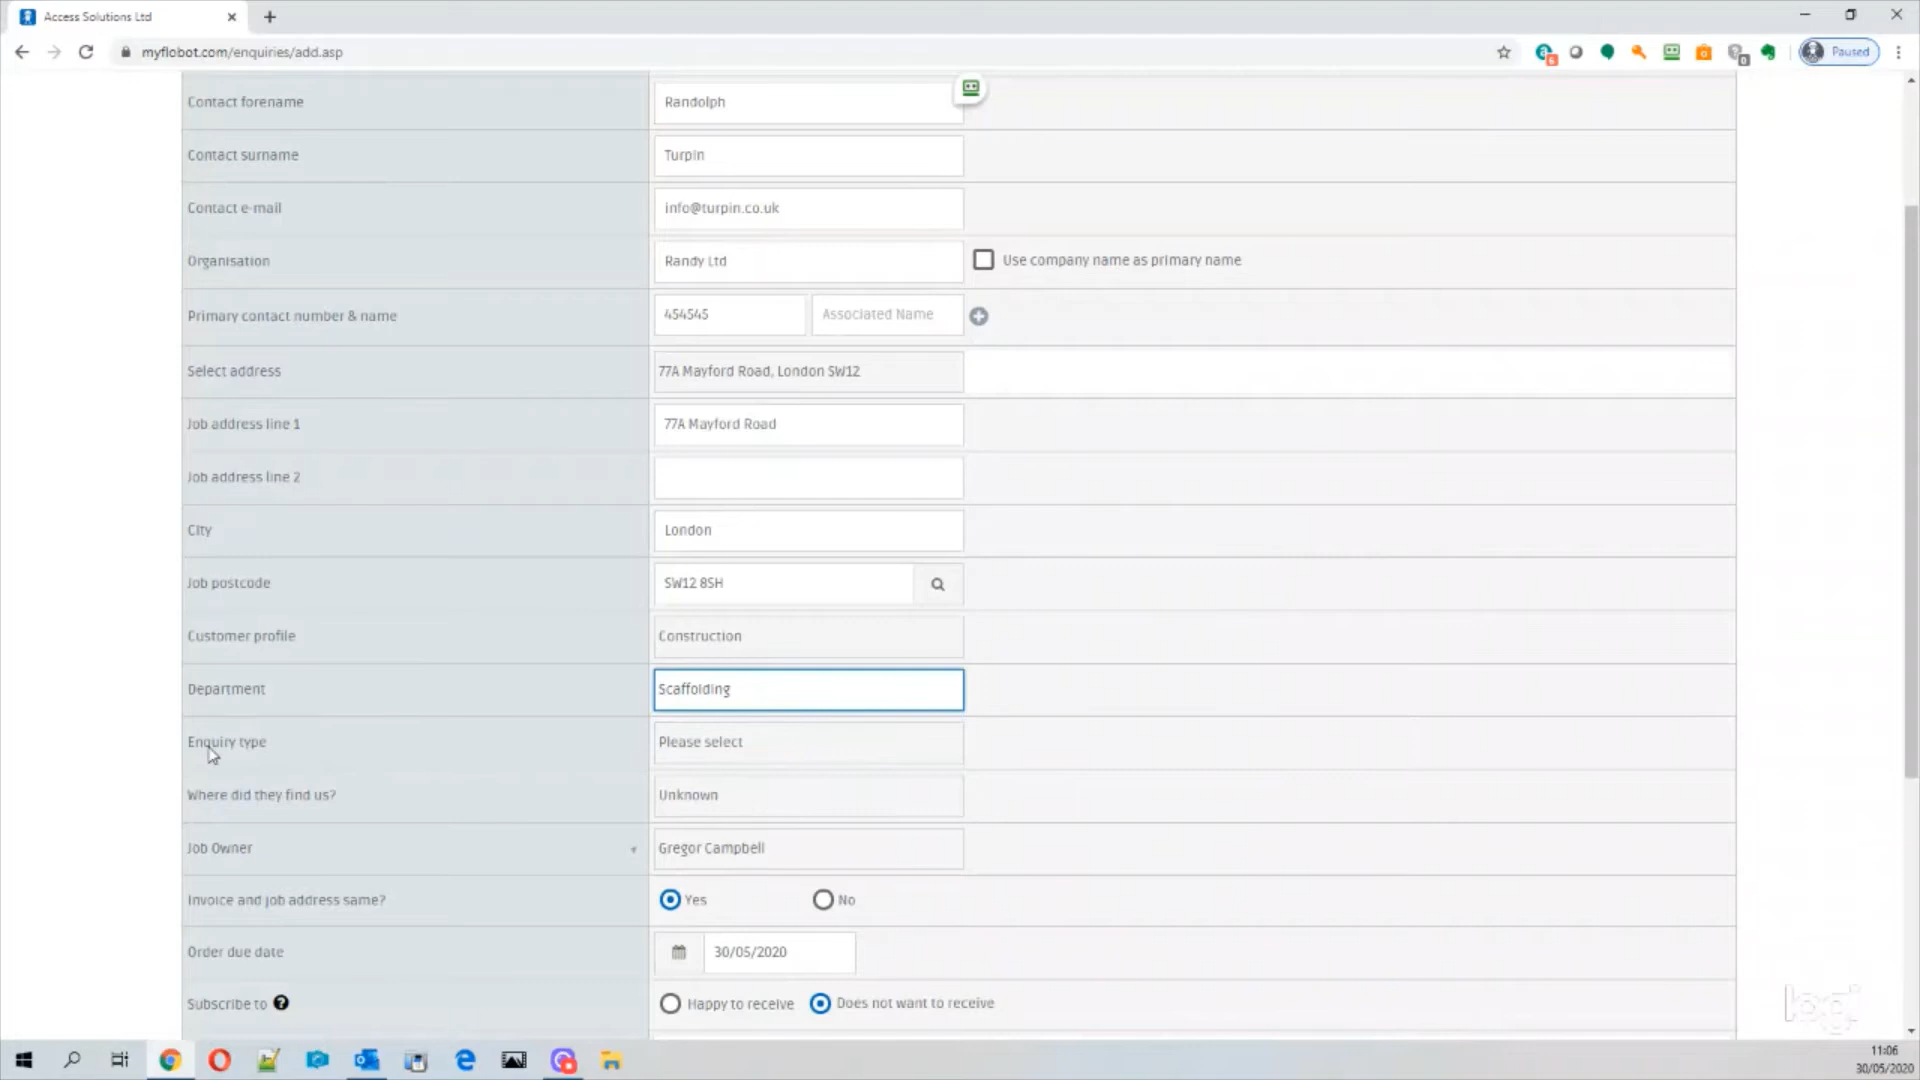 Access Solutions Ltd
myflobot.com/enquiries/add.asp
6
0
Paused
Contact forename
Randolph
Contact surname
Turpin
Contact e-mail
info@turpin.co.uk
Organisation
Randy Ltd
Use company name as primary name
Primary contact number & name
454545
Associated Name
Select address
77A Mayford Road, London SW12
Job address line 1
77A Mayford Road
Job address line 2
City
London
Job postcode
SW12 8SH
Customer profile
Construction
Department
Scaffolding
Enquiry type
Please select
Where did they find us?
Unknown
Job Owner
Gregor Campbell
Invoice and job address same?
Yes
No
Order due date
30/05/2020
Subscribe to
Happy to receive
Does not want to receive
11:06
30/05/2020